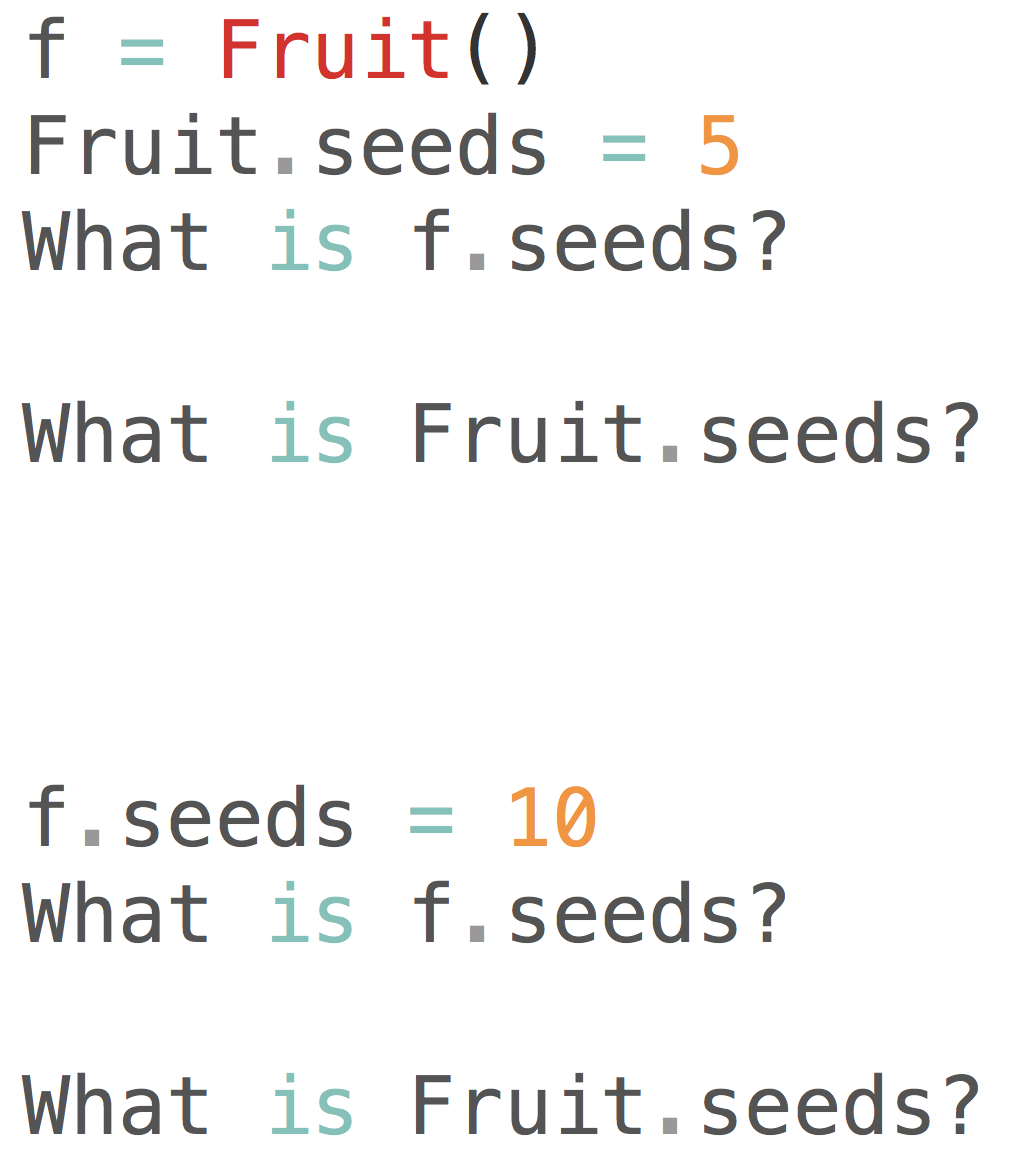 f = Fruit()
Fruit.seeds = 5
What is f.seeds?
What is Fruit.seeds?
f.seeds = 10
What is f.seeds?
What is Fruit.seeds?